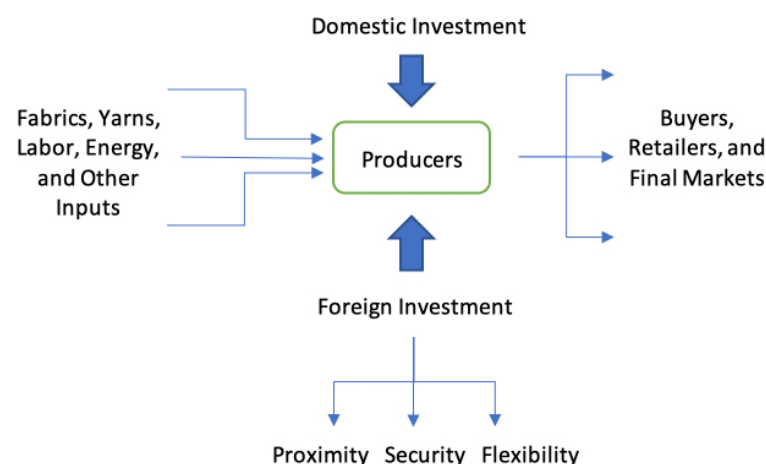 Domestic Investment
Fabrics, Yarns,
Labor, Energy,
and Other
Inputs
Producers
Buyers,
Retailers, and
Final Markets
Foreign Investment
Proximity Security Flexibility